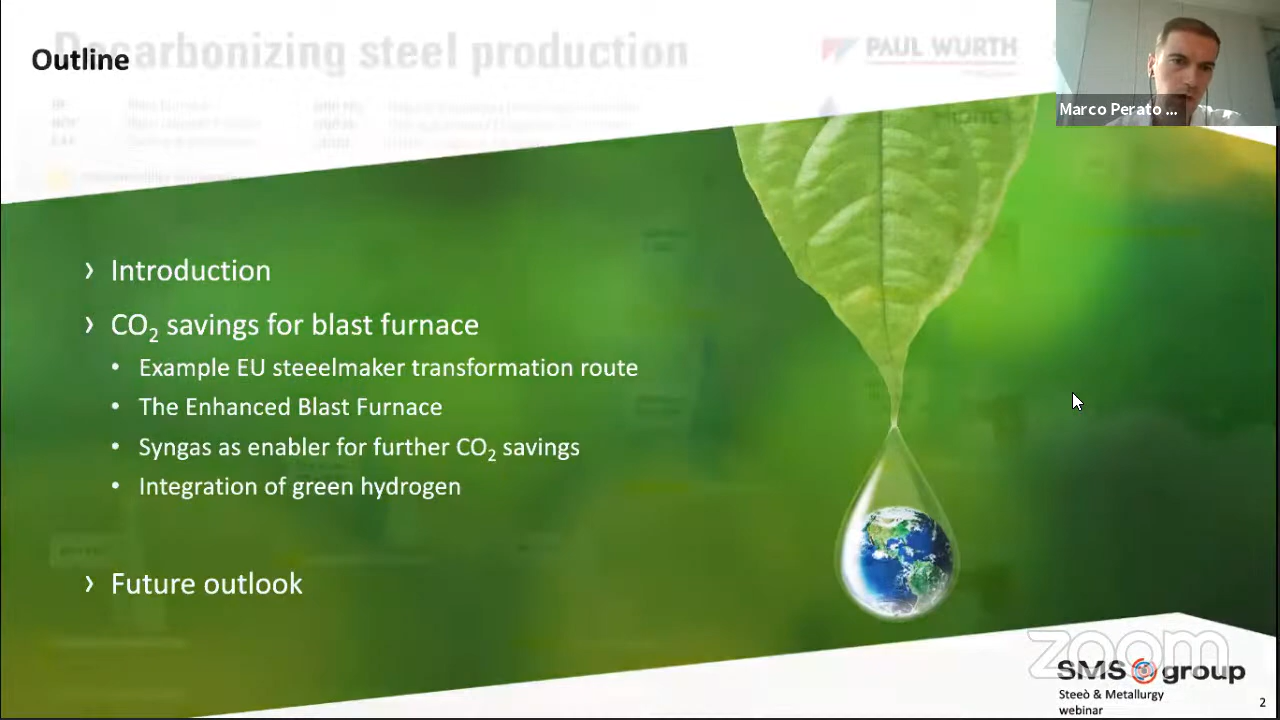 Outline
Decarbonizing steel production
PAUL WURTH
Marco Perato ...
› Introduction
› CO₂ savings for blast furnace
• Example EU steeelmaker transformation route
• The Enhanced Blast Furnace
• Syngas as enabler for further CO₂ savings
• Integration of green hydrogen
› Future outlook
zoom
SMS group
Steeò & Metallurgy
webinar
2